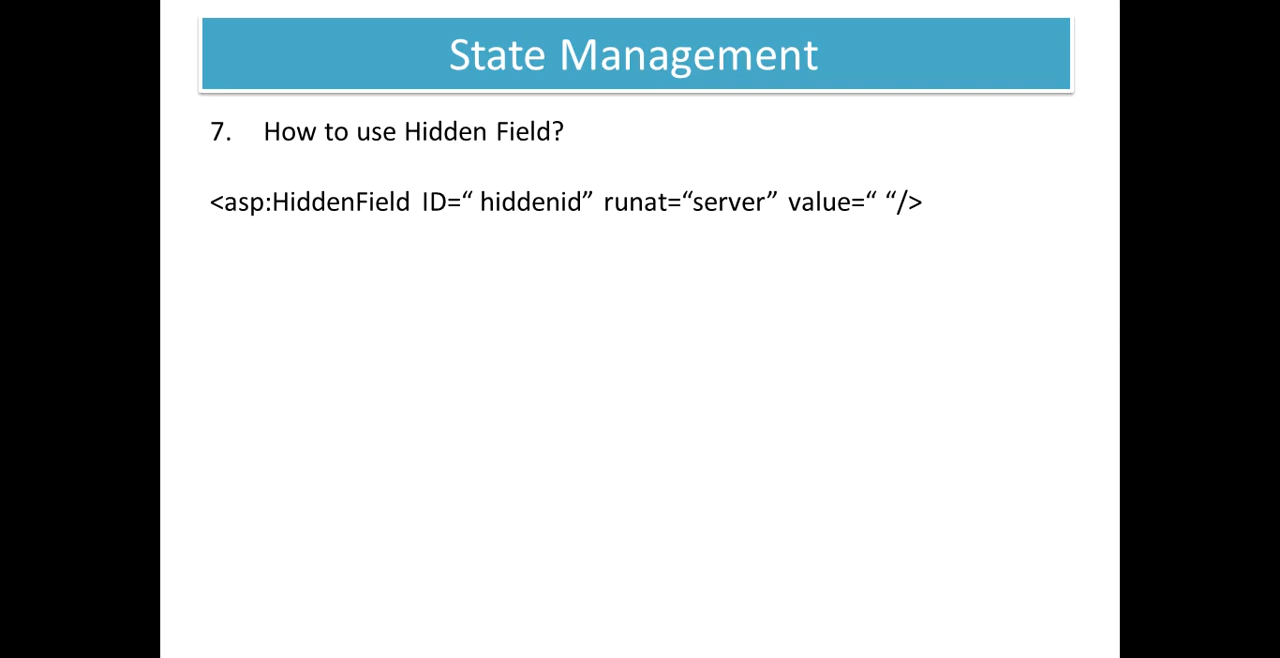 State Management
7. How to use Hidden Field?
<asp:HiddenField ID=“ hiddenid” runat=“server” value=“ “/>